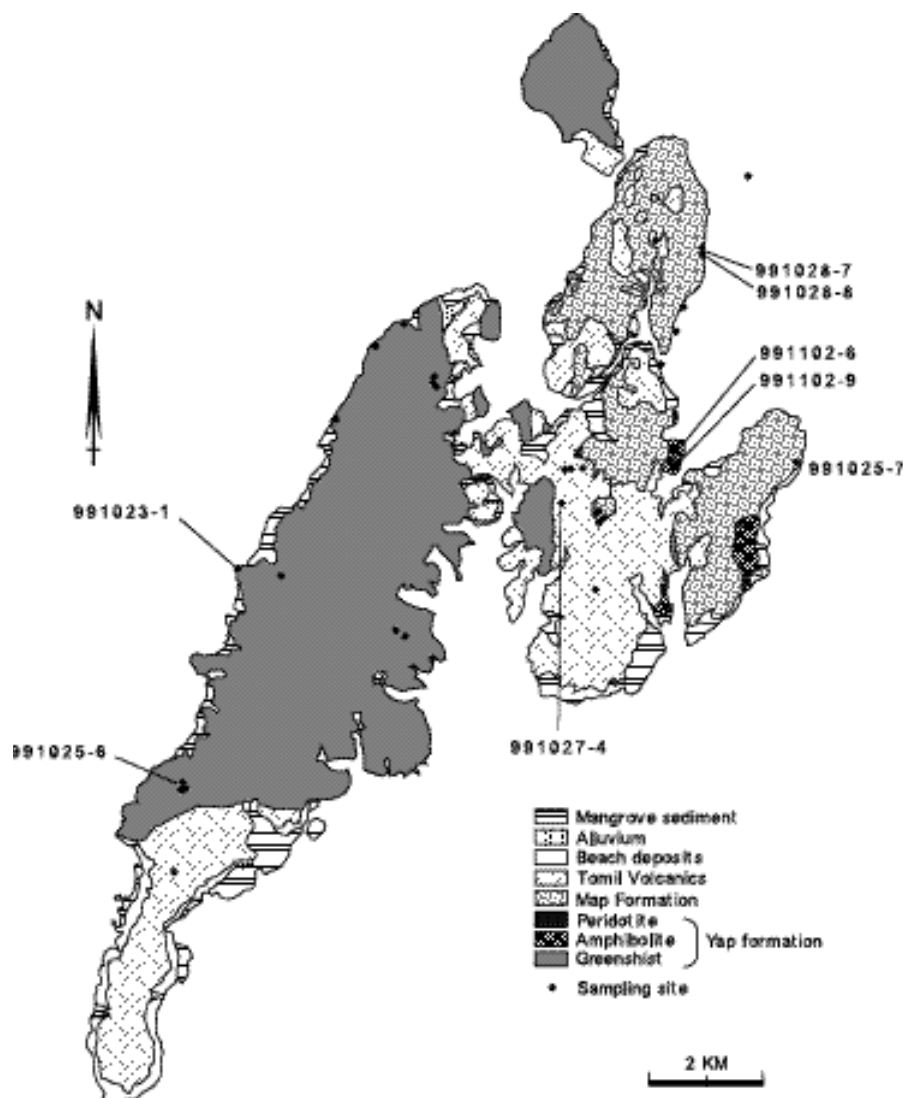 991028-7
991028-8
N
991102-6
991102-9
991025-7
991023-1
991027-4
991025-6
Mangrove sediment
Alluvium
Beach deposits
Tomil Volcanics
Map Formation
Peridotite
Amphibolite
Yap formation
Greenshist
Sampling site
2 KM